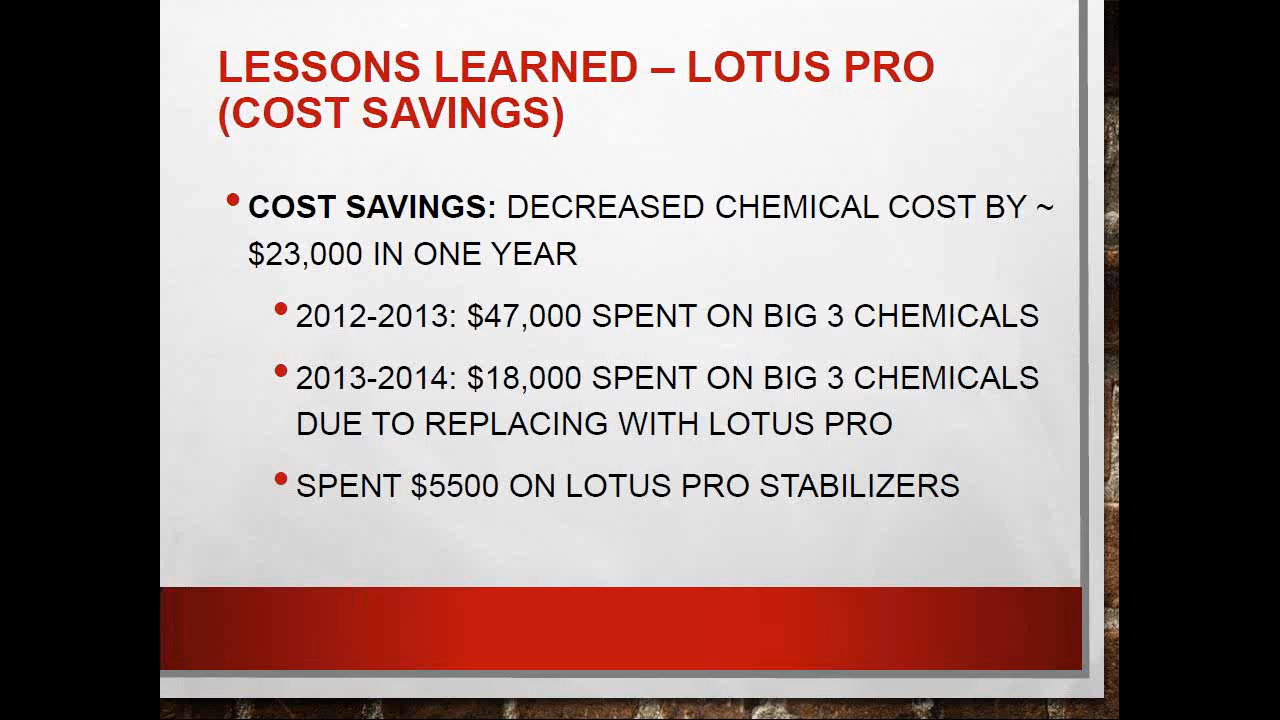 LESSONS LEARNED – LOTUS PRO
(COST SAVINGS)
• COST SAVINGS: DECREASED CHEMICAL COST BY ~
$23,000 IN ONE YEAR
• 2012-2013: $47,000 SPENT ON BIG 3 CHEMICALS
• 2013-2014: $18,000 SPENT ON BIG 3 CHEMICALS
DUE TO REPLACING WITH LOTUS PRO
• SPENT $5500 ON LOTUS PRO STABILIZERS